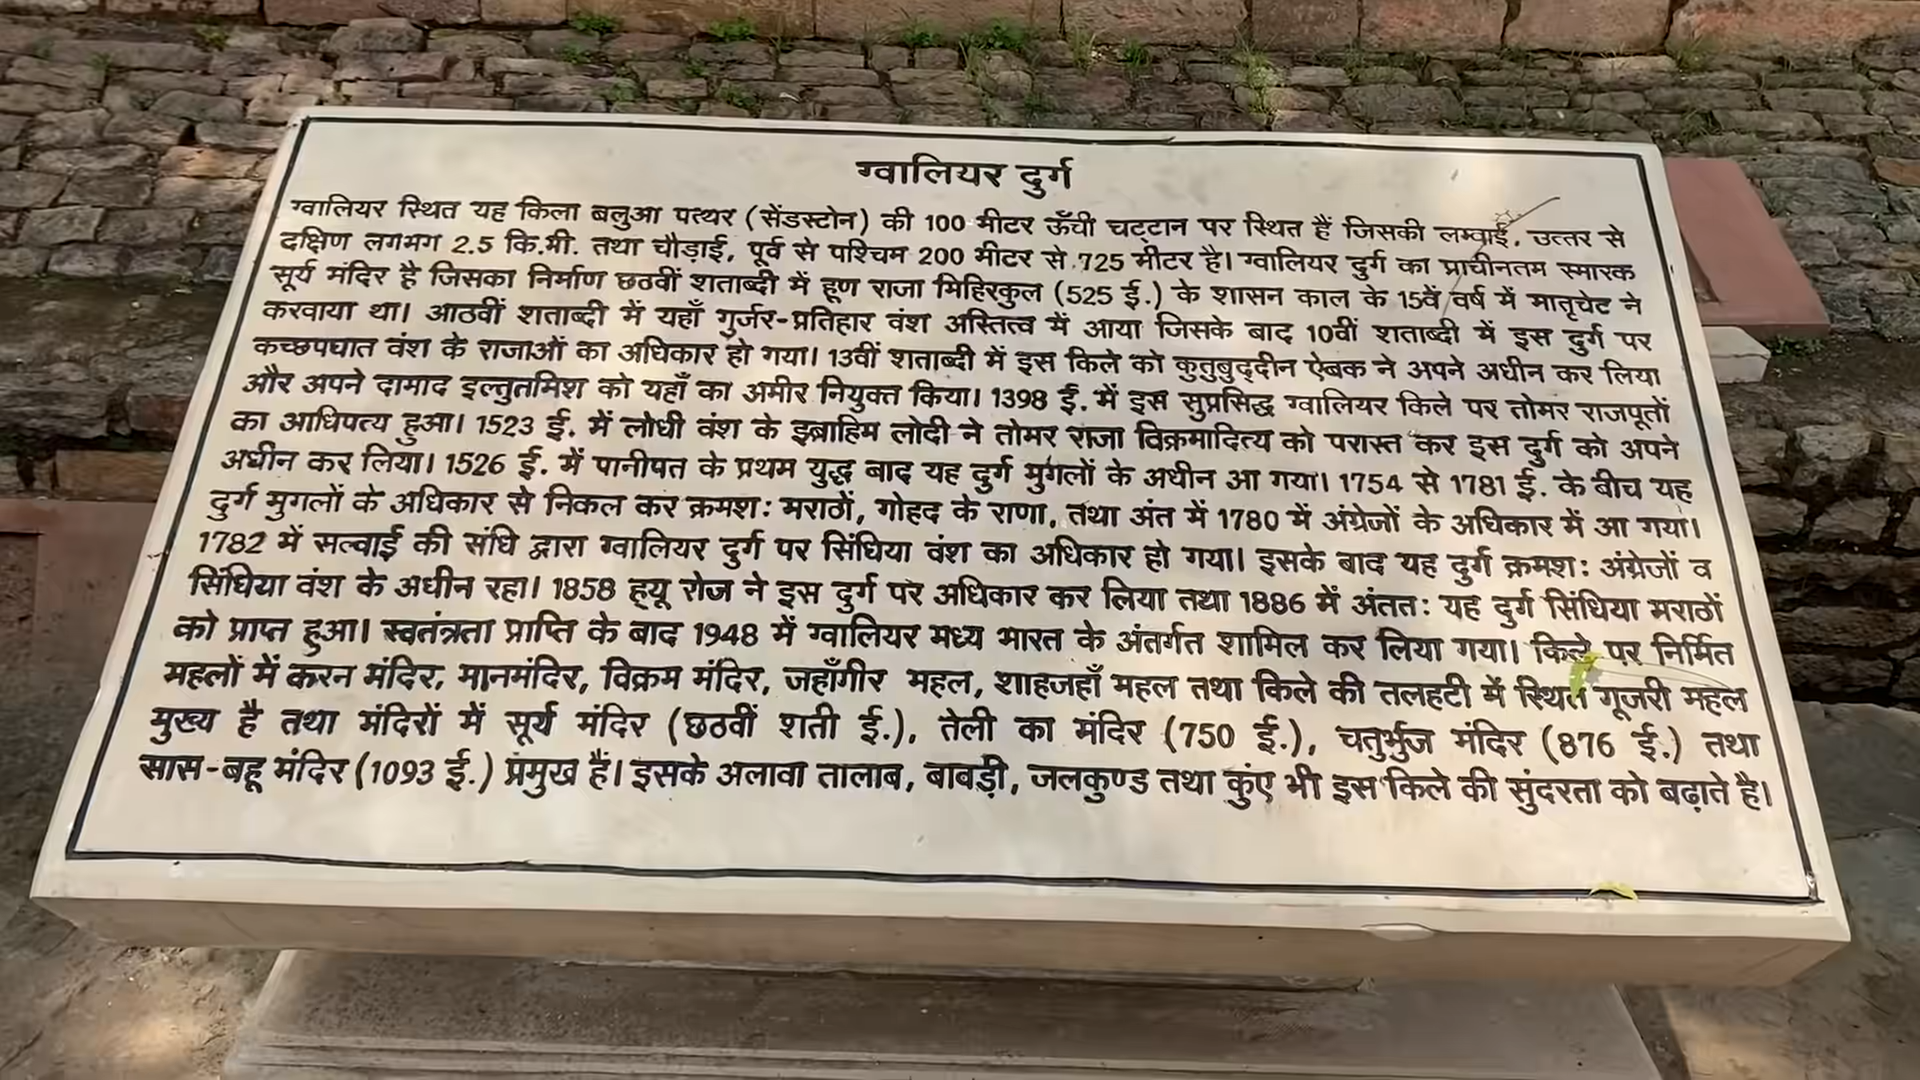 ग्वालियर दुर्ग
ग्वालियर स्थित यह किला बलुआ पत्थर (सेंडस्टोन) की 100 मीटर ऊँची चट्टान पर स्थित हैं जिसकी लम्वाई, उत्तर से
दक्षिण लगभग 2.5 कि.मी. तथा चौड़ाई, पूर्व से पश्चिम 200 मीटर से 725 मीटर है। ग्वालियर दुर्ग का प्राचीनतम स्मारक
सूर्य मंदिर है जिसका निर्माण छठवीं शताब्दी में हूण राजा मिहिरकुल (525 ई.) के शासन काल के 15वें वर्ष में मातृचेट ने
करवाया था। आठवीं शताब्दी में यहाँ गुर्जर-प्रतिहार वंश अस्तित्व में आया जिसके बाद 10वीं शताब्दी में इस दुर्ग पर
कच्छपघात वंश के राजाओं का अधिकार हो गया। 13वीं शताब्दी में इस किले को कुतुबुद्दीन ऐबक ने अपने अधीन कर लिया
और अपने दामाद इल्तुतमिश को यहाँ का अमीर नियुक्त किया। 1398 ई. में इस सुप्रसिद्ध ग्वालियर किले पर तोमर राजपूतों
का आधिपत्य हुआ। 1523 ई. में लोधी वंश के इब्राहिम लोदी ने तोमर राजा विक्रमादित्य को परास्त कर इस दुर्ग को अपने
अधीन कर लिया। 1526 ई. में पानीपत के प्रथम युद्ध बाद यह दुर्ग मुगलों के अधीन आ गया। 1754 से 1781 ई. के बीच यह
दुर्ग मुगलों के अधिकार से निकल कर क्रमश: मराठों, गोहद के राणा, तथा अंत में 1780 में अंग्रेजों के अधिकार में आ गया।
1782 में सल्वाई की संधि द्वारा ग्वालियर दुर्ग पर सिंधिया वंश का अधिकार हो गया। इसके बाद यह दुर्ग क्रमश: अंग्रेजों व
सिंधिया वंश के अधीन रहा। 1858 ह्यू रोज ने इस दुर्ग पर अधिकार कर लिया तथा 1886 में अंतत: यह दुर्ग सिंधिया मराठों
को प्राप्त हुआ। स्वतंत्रता प्राप्ति के बाद 1948 में ग्वालियर मध्य भारत के अंतर्गत शामिल कर लिया गया। किले पर निर्मित
महलों में करन मंदिर, मानमंदिर, विक्रम मंदिर, जहाँगीर महल, शाहजहाँ महल तथा किले की तलहटी में स्थित गूजरी महल
मुख्य है तथा मंदिरों में सूर्य मंदिर (छठवीं शती ई.), तेली का मंदिर (750 ई.), चतुर्भुज मंदिर (876 ई.) तथा
सास-बहू मंदिर (1093 ई.) प्रमुख हैं। इसके अलावा तालाब, बावड़ी, जलकुण्ड तथा कुंए भी इस किले की सुंदरता को बढ़ाते है।